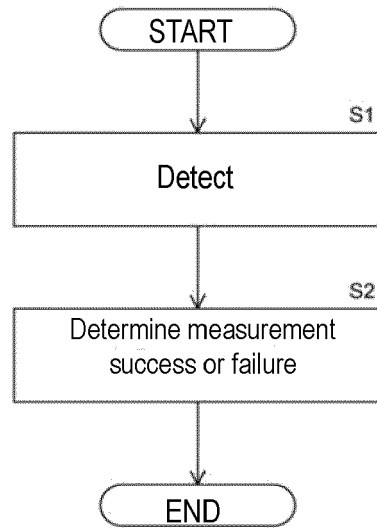 START
S1
Detect
S2
Determine measurement
success or failure
END